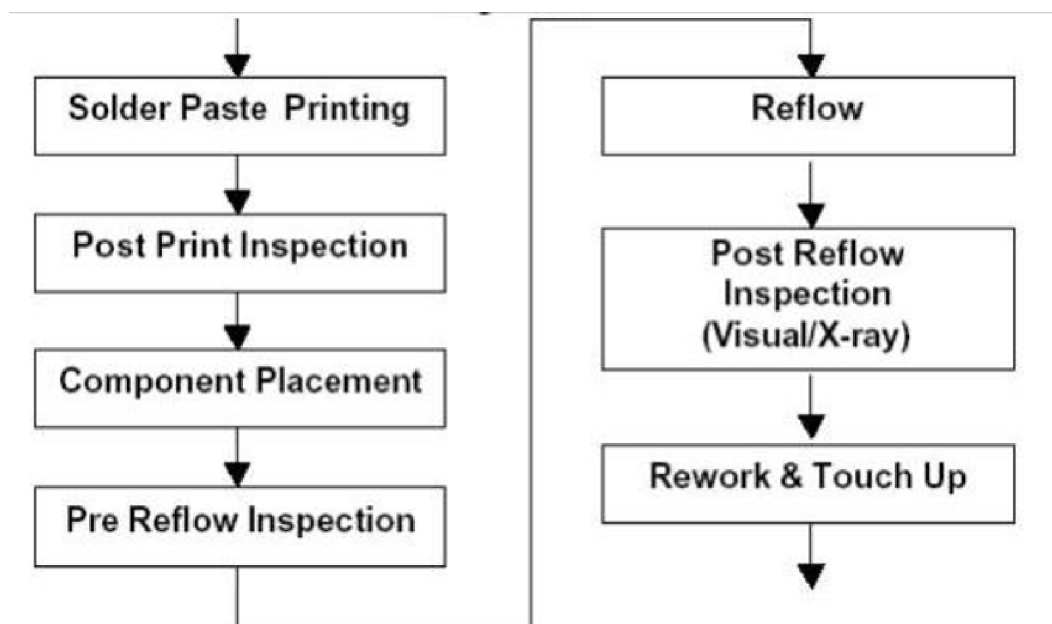 Solder Paste Printing
Post Print Inspection
Component Placement
Pre Reflow Inspection
Reflow
Post Reflow
Inspection
(Visual/X-ray)
Rework & Touch Up